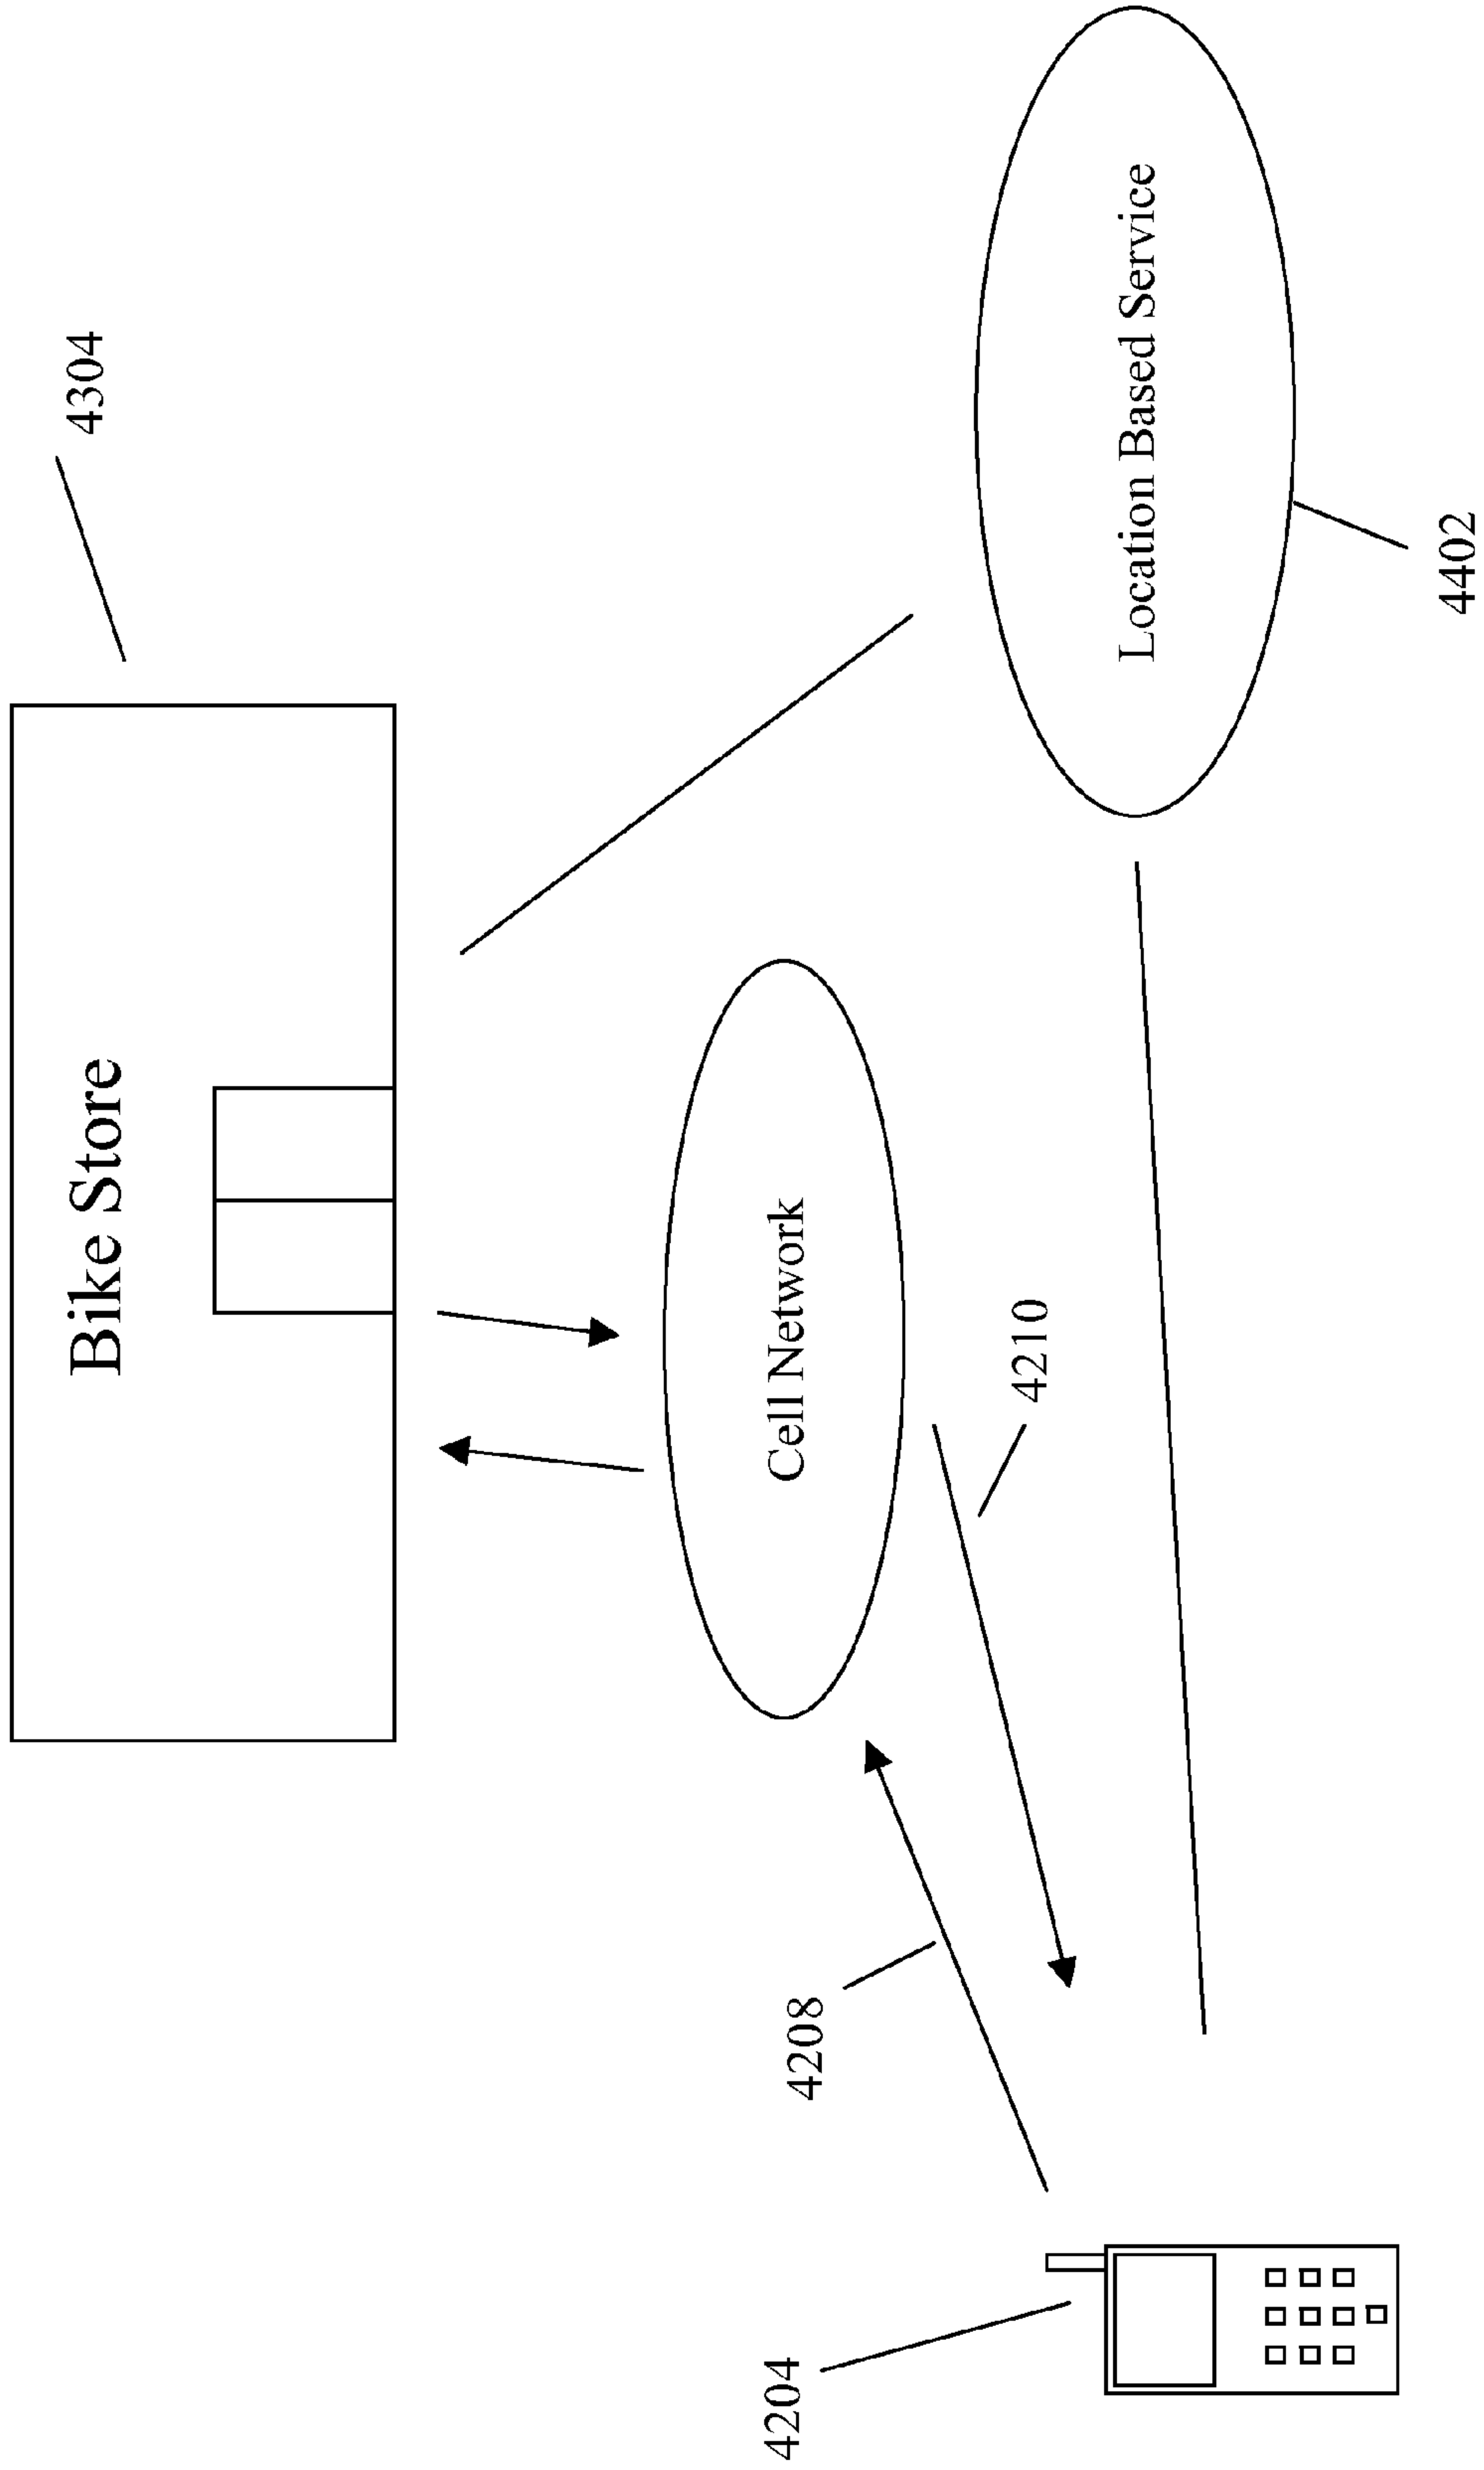 Bike Store
4304
Cell Network
4210
4208
4204
Location Based Service
4402